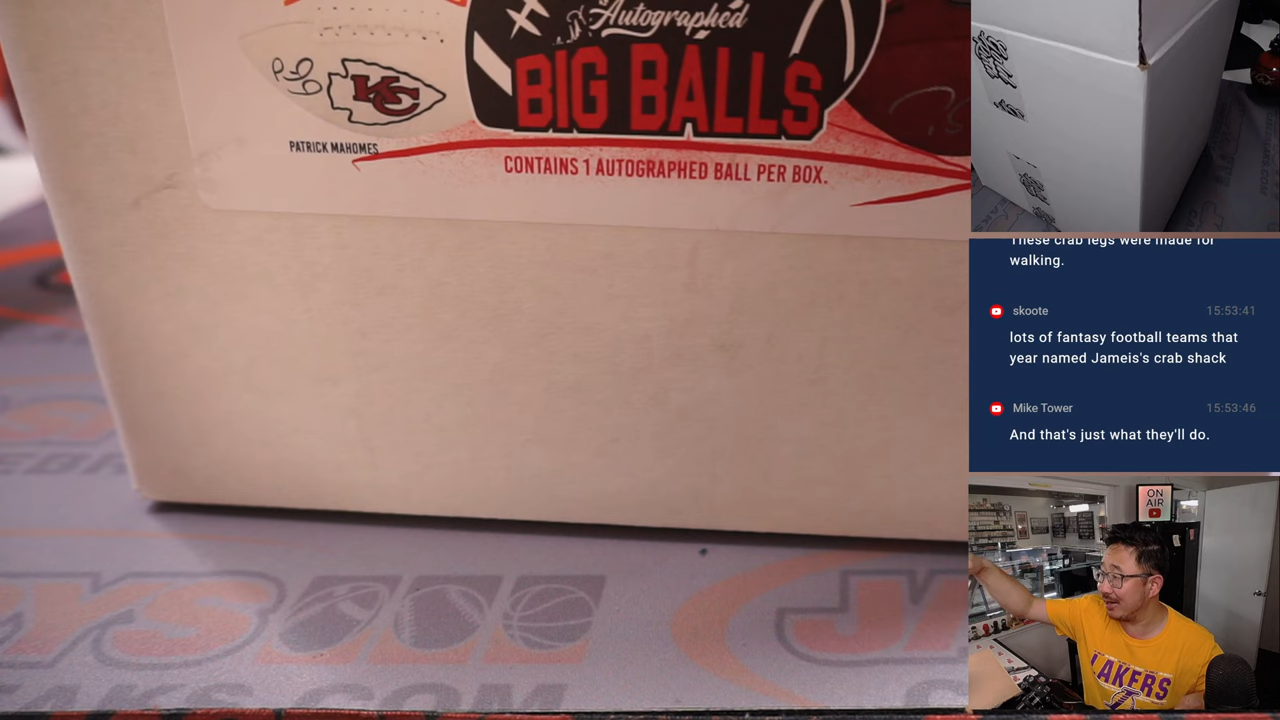 Autographed
BIG BALLS
KC
PATRICK MAHOMES
CONTAINS 1 AUTOGRAPHED BALL PER BOX.
These crab legs were made for
walking.
skoote 15:53:41
lots of fantasy football teams that
year named Jameis's crab shack
Mike Tower 15:53:46
And that's just what they'll do.
ON
AIR
LAKERS